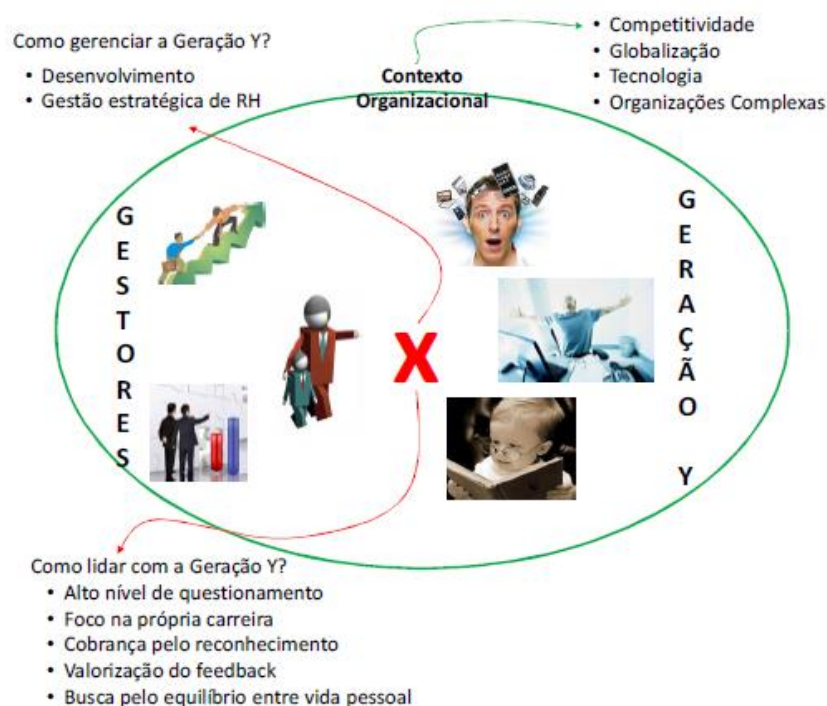 Como gerenciar a Geração Y?
• Desenvolvimento
• Gestão estratégica de RH
Contexto
Organizacional
• Competitividade
• Globalização
• Tecnologia
• Organizações Complexas
GESTORES
X
GERAÇÃO Y
Como lidar com a Geração Y?
• Alto nível de questionamento
• Foco na própria carreira
• Cobrança pelo reconhecimento
• Valorização do feedback
• Busca pelo equilíbrio entre vida pessoal